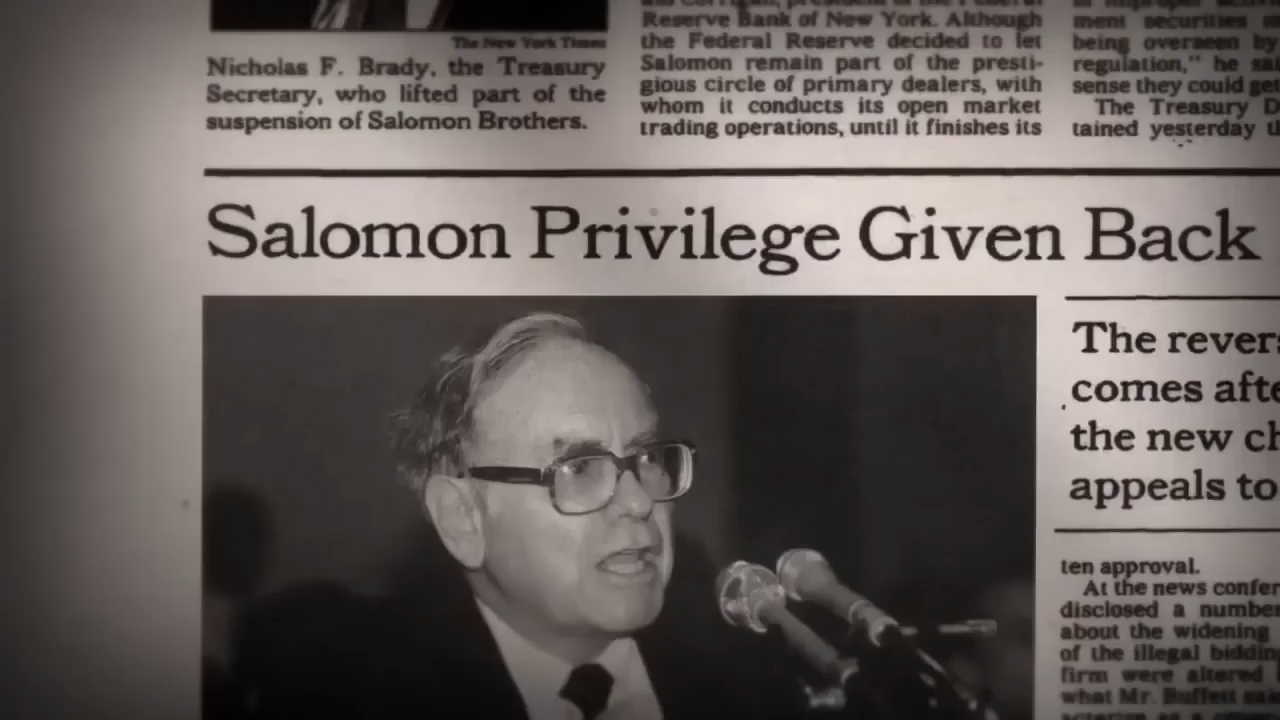 The New York Times
Nicholas F. Brady, the Treasury
Secretary, who lifted part of the
suspension of Salomon Brothers.
Reserve Bank of New York. Although
the Federal Reserve decided to let
Salomon remain part of the presti-
gious circle of primary dealers, with
whom it conducts its open market
trading operations, until it finishes its
ment securities
being overseen by
regulation," he sai
sense they could get
The Treasury D
tained yesterday
Salomon Privilege Given Back
The revers
comes afte
the new ch
appeals to
ten approval.
At the news confer
disclosed a number
about the widening
of the illegal biddin
firm were altered
what Mr. Buffett sai